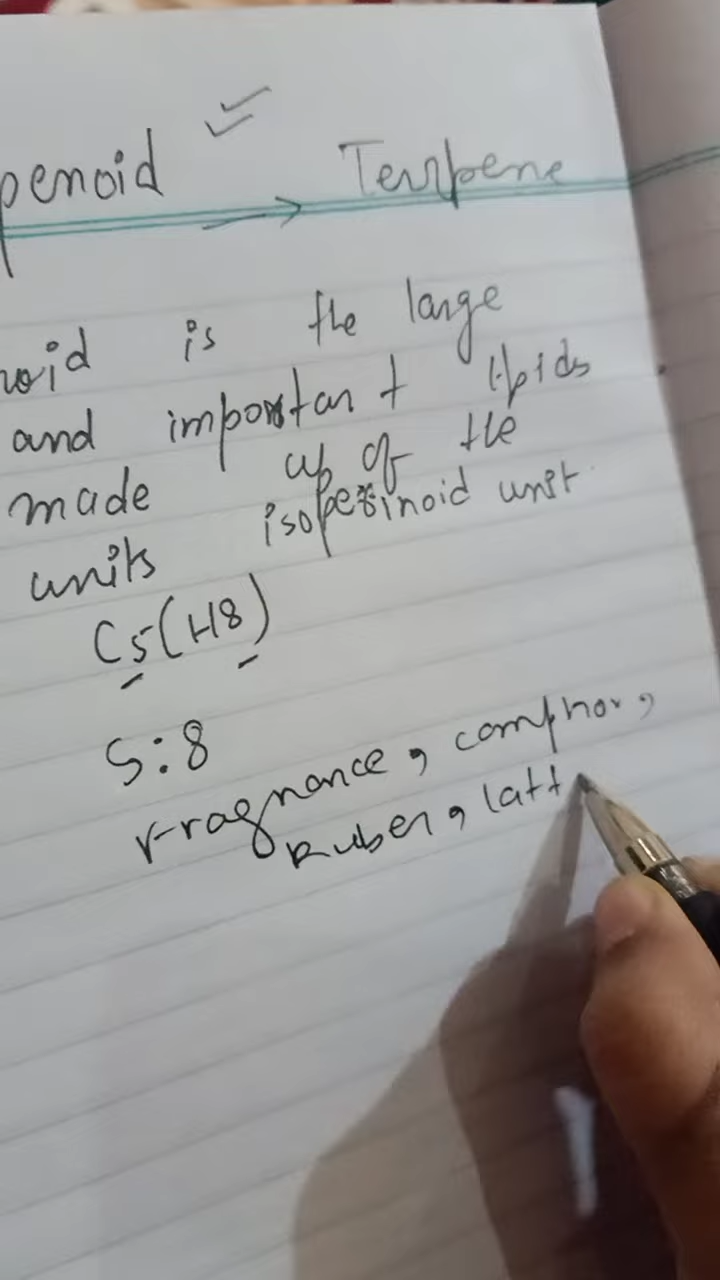 penoid → Terpene
oid is the large
and important lipids
made up of the
units isoperinoid unit
C5(H8)
5:8
Fragnance, camphor,
Ruber, latt